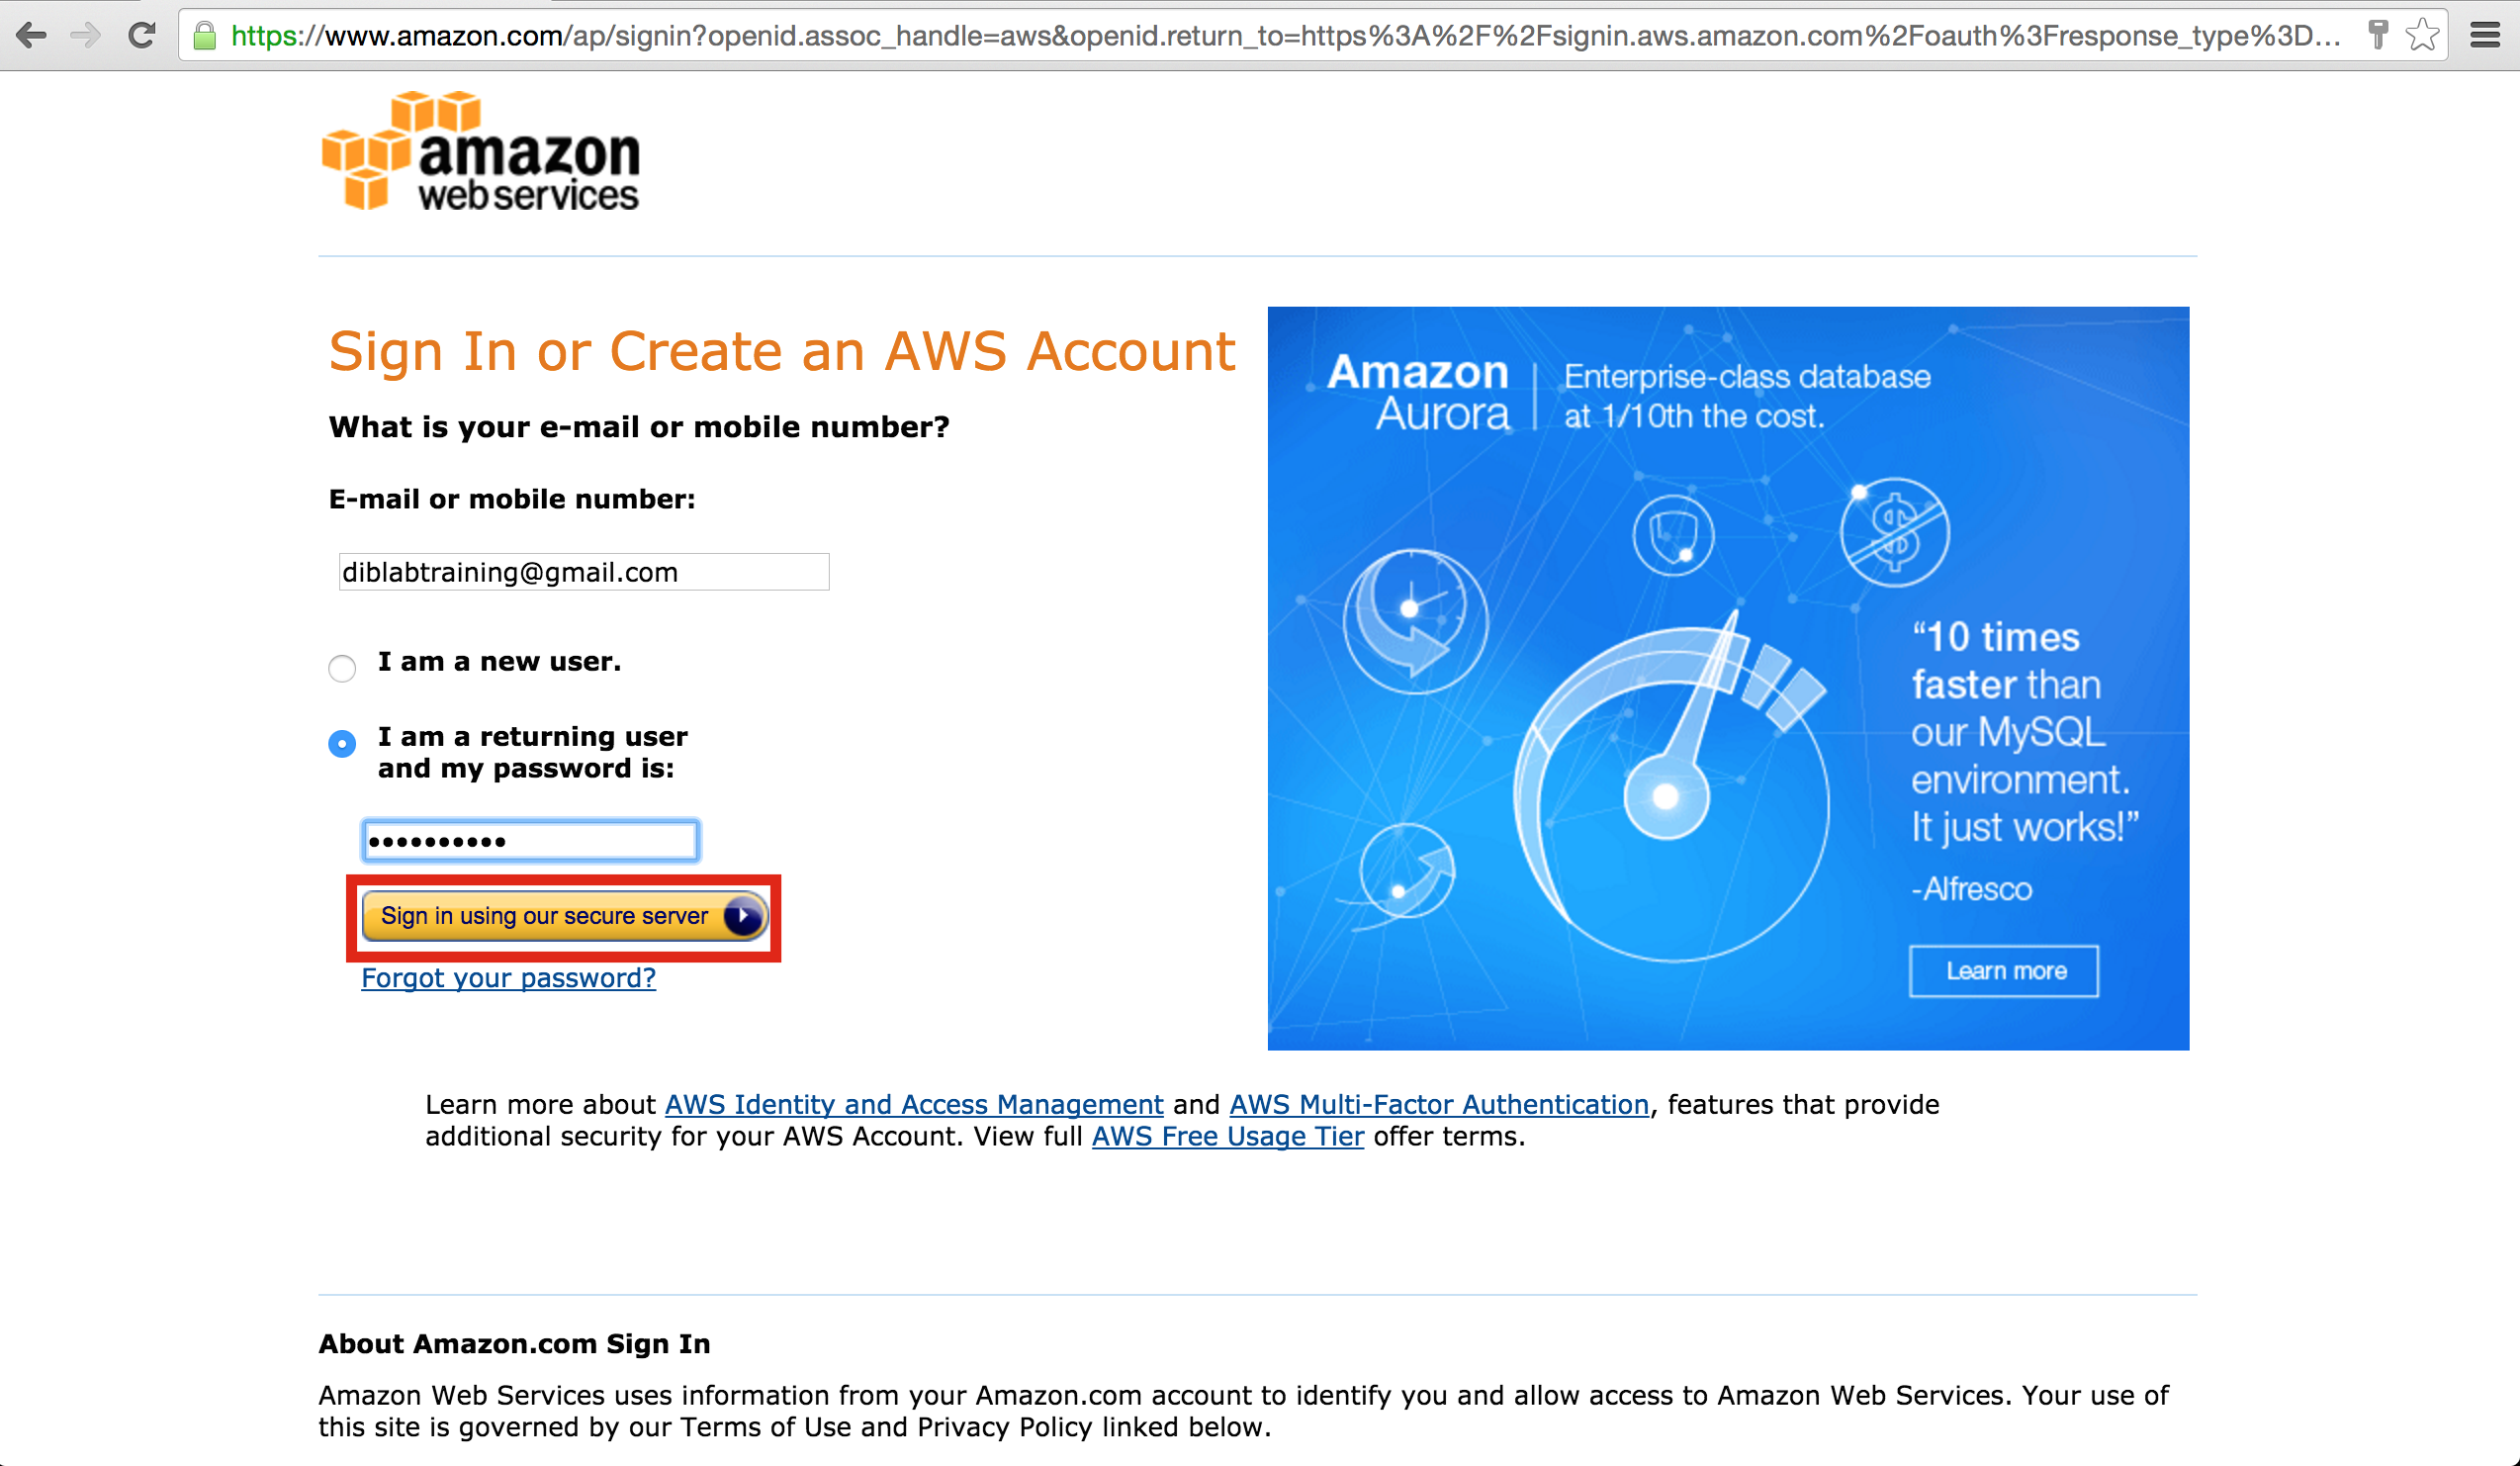 https://www.amazon.com/ap/signin?openid.assoc_handle=aws&openid.return_to=https%3A%2F%2Fsignin.aws.amazon.com%2Foauth%3Fresponse_type%3D...
amazon
web services
Sign In or Create an AWS Account
What is your e-mail or mobile number?
E-mail or mobile number:
diblabtraining@gmail.com
I am a new user.
I am a returning user
and my password is:
••••••••••
Sign in using our secure server
Forgot your password?
Amazon
Aurora
Enterprise-class database
at 1/10th the cost.
“10 times
faster than
our MySQL
environment.
It just works!”
-Alfresco
Learn more
Learn more about AWS Identity and Access Management and AWS Multi-Factor Authentication, features that provide
additional security for your AWS Account. View full AWS Free Usage Tier offer terms.
About Amazon.com Sign In
Amazon Web Services uses information from your Amazon.com account to identify you and allow access to Amazon Web Services. Your use of
this site is governed by our Terms of Use and Privacy Policy linked below.